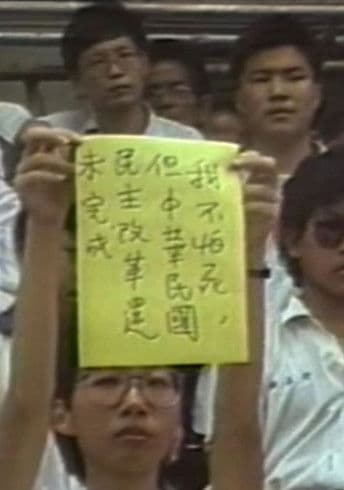 我不怕死，
但中華民國
民主改革還
未完成